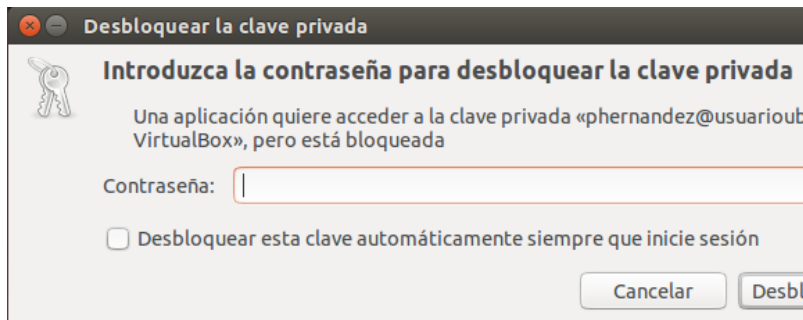 Desbloquear la clave privada
Introduzca la contraseña para desbloquear la clave privada
Una aplicación quiere acceder a la clave privada «phernandez@usuarioub
VirtualBox», pero está bloqueada
Contraseña:
Desbloquear esta clave automáticamente siempre que inicie sesión
Cancelar Desbl